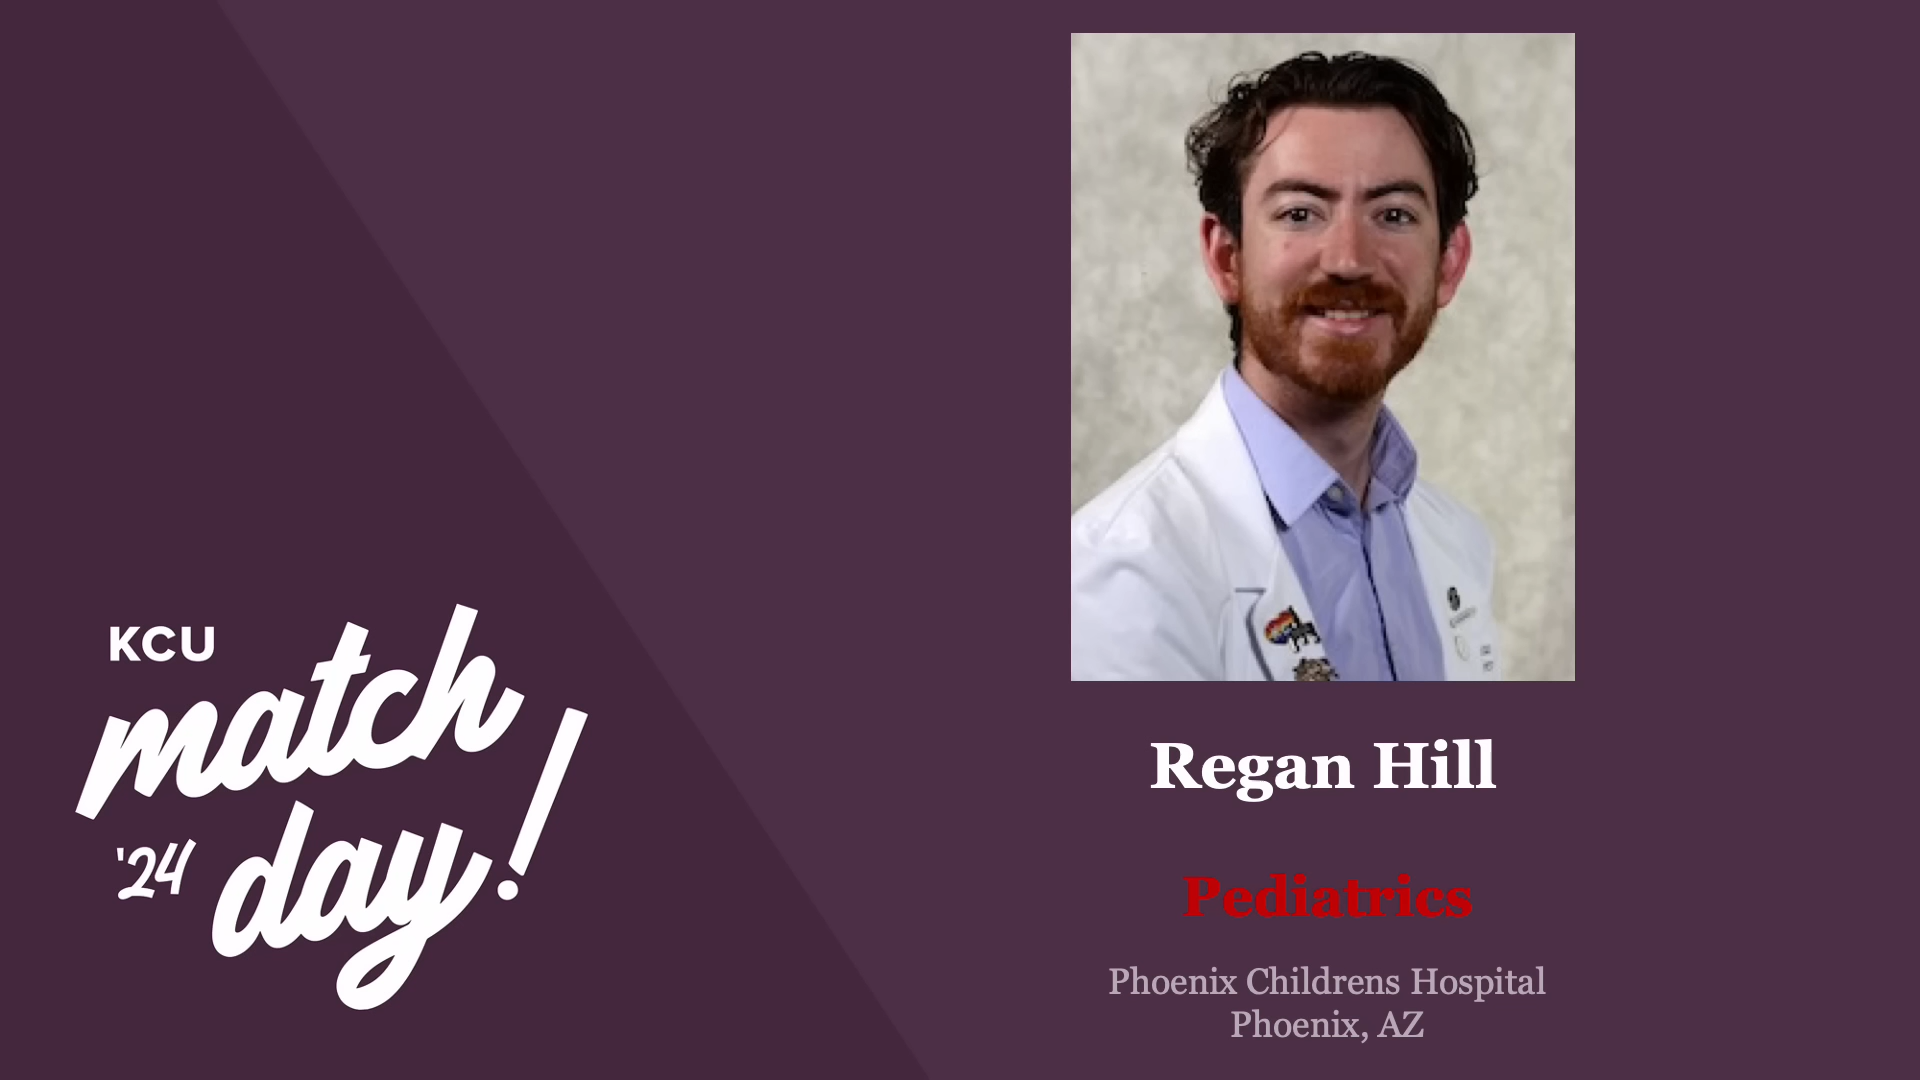 KCU
match
'24 day!
Regan Hill
Pediatrics
Phoenix Childrens Hospital
Phoenix, AZ